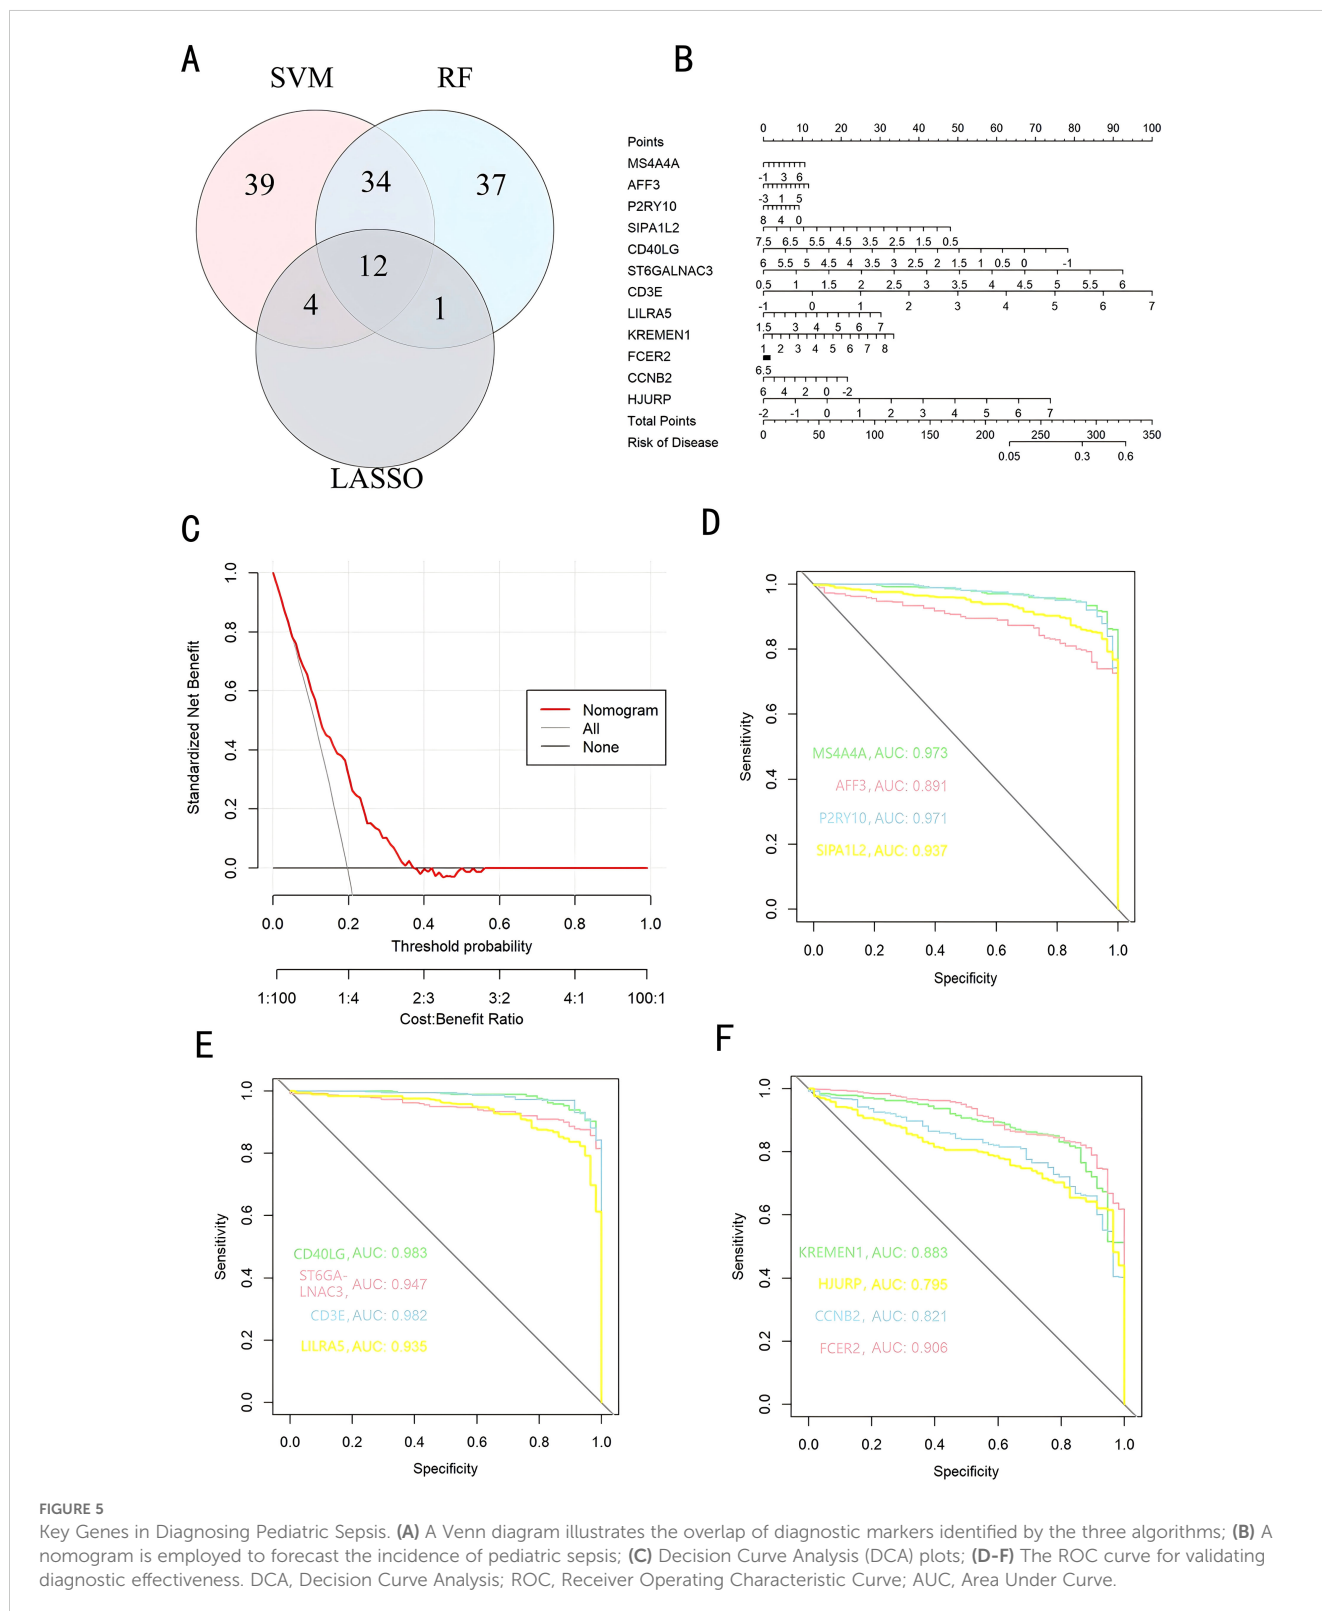 A
SVM
RF
39
34
37
12
4
1
LASSO
B
0 10 20 30 40 50 60 70 80 90 100
Points
MS4A4A
-1 3 6
AFF3
-3 1 5
P2RY10
8 4 0
SIPA1L2
7.5 6.5 5.5 4.5 3.5 2.5 1.5 0.5
CD40LG
6 5.5 5 4.5 4 3.5 3 2.5 2 1.5 1 0.5 0 -1
ST6GALNAC3
0.5 1 1.5 2 2.5 3 3.5 4 4.5 5 5.5 6
CD3E
-1 0 1 2 3 4 5 6 7
LILRA5
1.5 3 4 5 6 7
KREMEN1
1 2 3 4 5 6 7 8
FCER2
6.5
CCNB2
6 4 2 0 -2
HJURP
-2 -1 0 1 2 3 4 5 6 7
Total Points
0 50 100 150 200 250 300 350
Risk of Disease
0.05 0.3 0.6
C
Standardized Net Benefit
1.0
0.8
0.6
0.4
0.2
0.0
Nomogram
All
None
0.0 0.2 0.4 0.6 0.8 1.0
Threshold probability
1:100 1:4 2:3 3:2 4:1 100:1
Cost:Benefit Ratio
D
Sensitivity
1.0
0.8
0.6
0.4
0.2
0.0
MS4A4A, AUC: 0.973
AFF3, AUC: 0.891
P2RY10, AUC: 0.971
SIPA1L2, AUC: 0.937
0.0 0.2 0.4 0.6 0.8 1.0
Specificity
E
Sensitivity
1.0
0.8
0.6
0.4
0.2
0.0
CD40LG, AUC: 0.983
ST6GA-
LNAC3, AUC: 0.947
CD3E, AUC: 0.982
LILRA5, AUC: 0.935
0.0 0.2 0.4 0.6 0.8 1.0
Specificity
F
Sensitivity
1.0
0.8
0.6
0.4
0.2
0.0
KREMEN1, AUC: 0.883
HJURP, AUC: 0.795
CCNB2, AUC: 0.821
FCER2, AUC: 0.906
0.0 0.2 0.4 0.6 0.8 1.0
Specificity
FIGURE 5
Key Genes in Diagnosing Pediatric Sepsis. (A) A Venn diagram illustrates the overlap of diagnostic markers identified by the three algorithms; (B) A
nomogram is employed to forecast the incidence of pediatric sepsis; (C) Decision Curve Analysis (DCA) plots; (D-F) The ROC curve for validating
diagnostic effectiveness. DCA, Decision Curve Analysis; ROC, Receiver Operating Characteristic Curve; AUC, Area Under Curve.